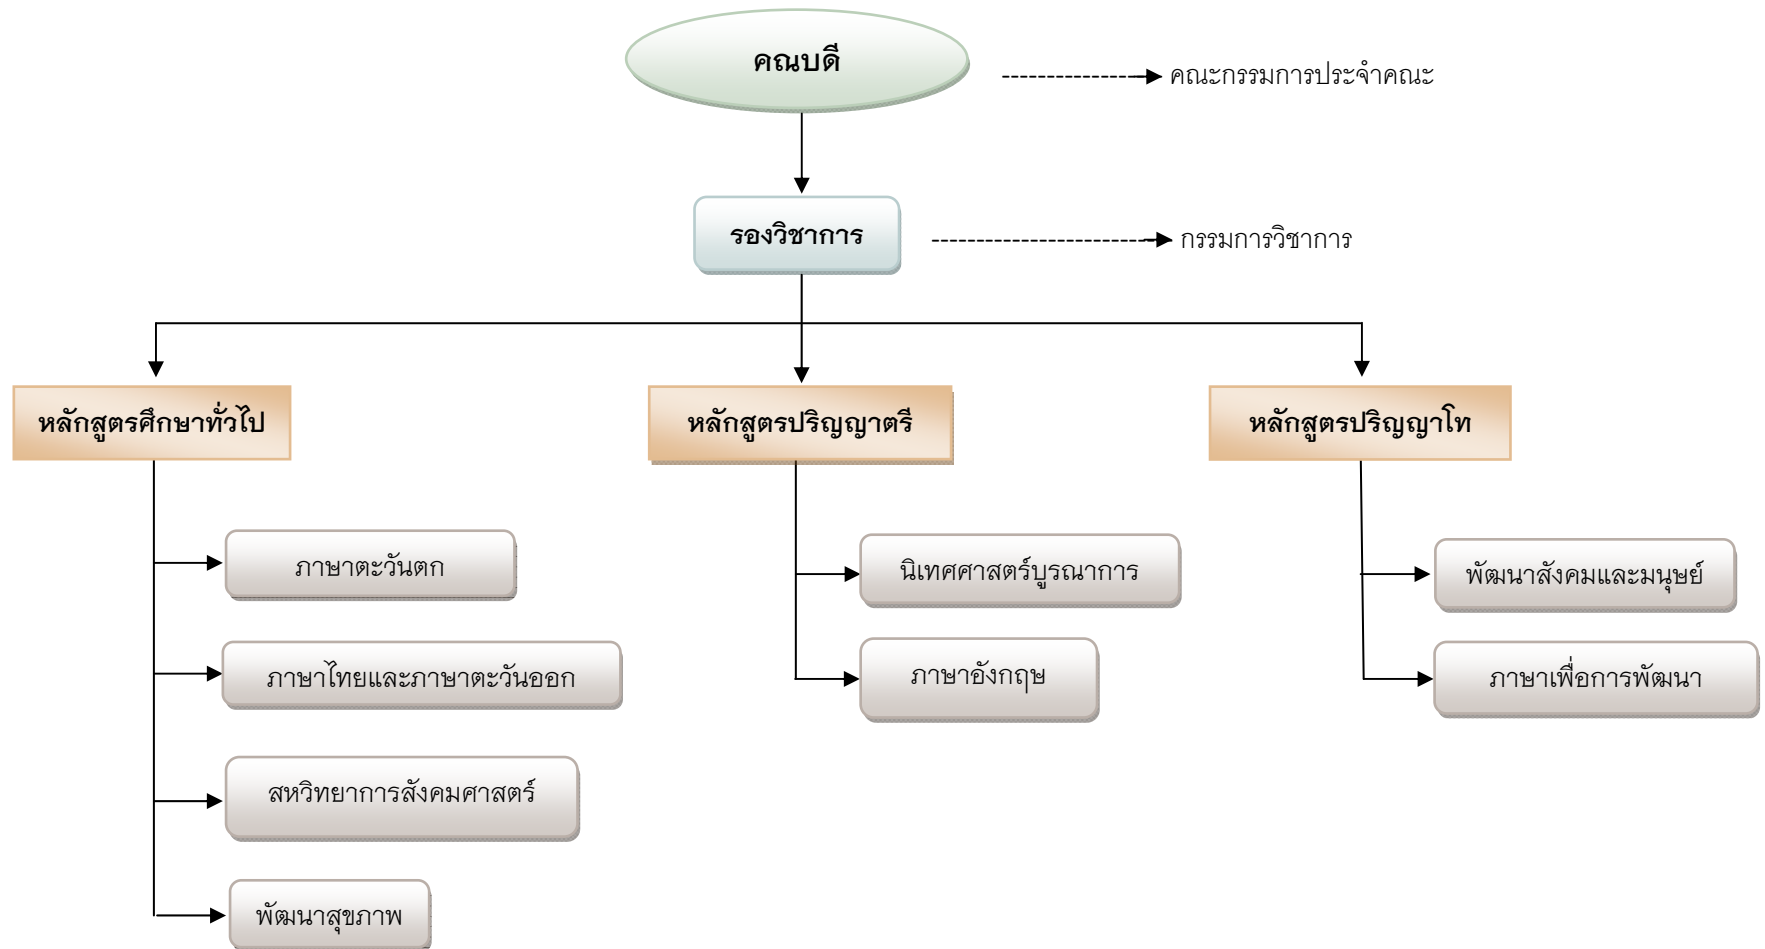 คณบดี
คณะกรรมการประจำคณะ
รองวิชาการ
กรรมการวิชาการ
หลักสูตรศึกษาทั่วไป
หลักสูตรปริญญาตรี
หลักสูตรปริญญาโท
ภาษาตะวันตก
ภาษาไทยและภาษาตะวันออก
สหวิทยาการสังคมศาสตร์
พัฒนาสุขภาพ
นิเทศศาสตร์บูรณาการ
ภาษาอังกฤษ
พัฒนาสังคมและมนุษย์
ภาษาเพื่อการพัฒนา